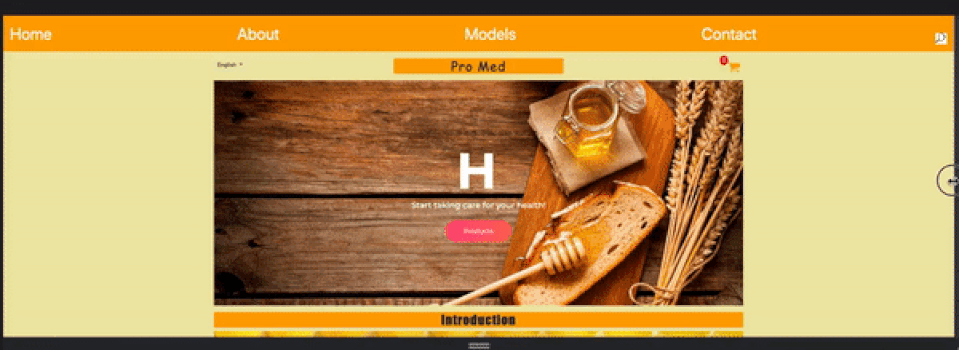 Home About Models Contact
English
Pro Med
0
H
Start taking care for your health!
Products
Introduction